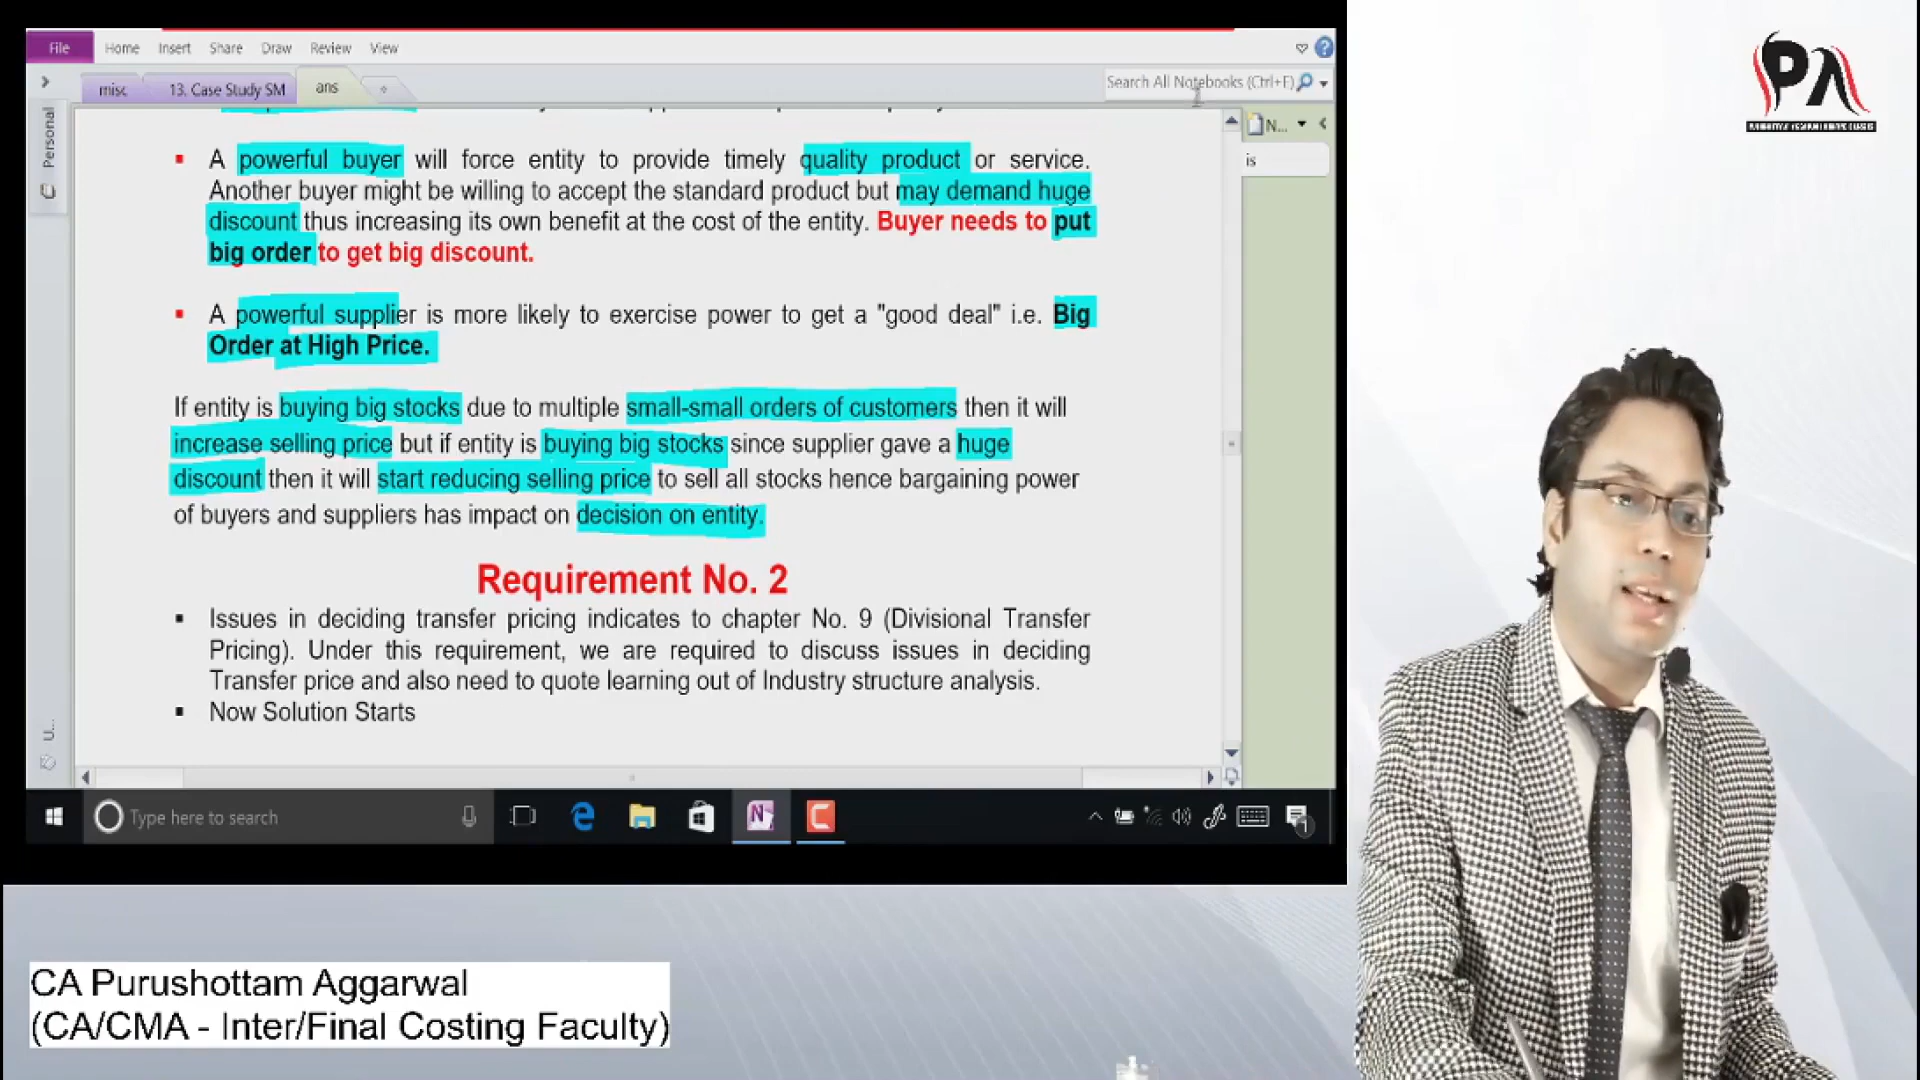 File Home Insert Share Draw Review View
misc 13. Case Study SM ans
Search All Notebooks (Ctrl+E)
Personal
N...
is
A powerful buyer will force entity to provide timely quality product or service.
Another buyer might be willing to accept the standard product but may demand huge
discount thus increasing its own benefit at the cost of the entity. Buyer needs to put
big order to get big discount.
A powerful supplier is more likely to exercise power to get a "good deal" i.e. Big
Order at High Price.
If entity is buying big stocks due to multiple small-small orders of customers then it will
increase selling price but if entity is buying big stocks since supplier gave a huge
discount then it will start reducing selling price to sell all stocks hence bargaining power
of buyers and suppliers has impact on decision on entity.
Requirement No. 2
Issues in deciding transfer pricing indicates to chapter No. 9 (Divisional Transfer
Pricing). Under this requirement, we are required to discuss issues in deciding
Transfer price and also need to quote learning out of Industry structure analysis.
Now Solution Starts
U...
Type here to search
1
PA
CA Purushottam Aggarwal
(CA/CMA - Inter/Final Costing Faculty)